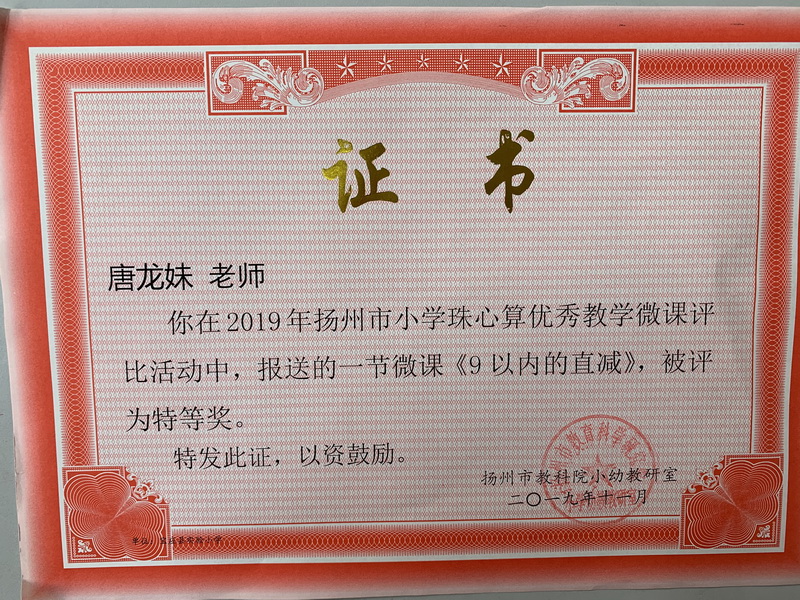 证书
唐龙妹 老师
你在2019年扬州市小学珠心算优秀教学微课评
比活动中，报送的一节微课《9以内的直减》，被评
为特等奖。
特发此证，以资鼓励。
扬州市教科院小幼教研室
二〇一九年十一月